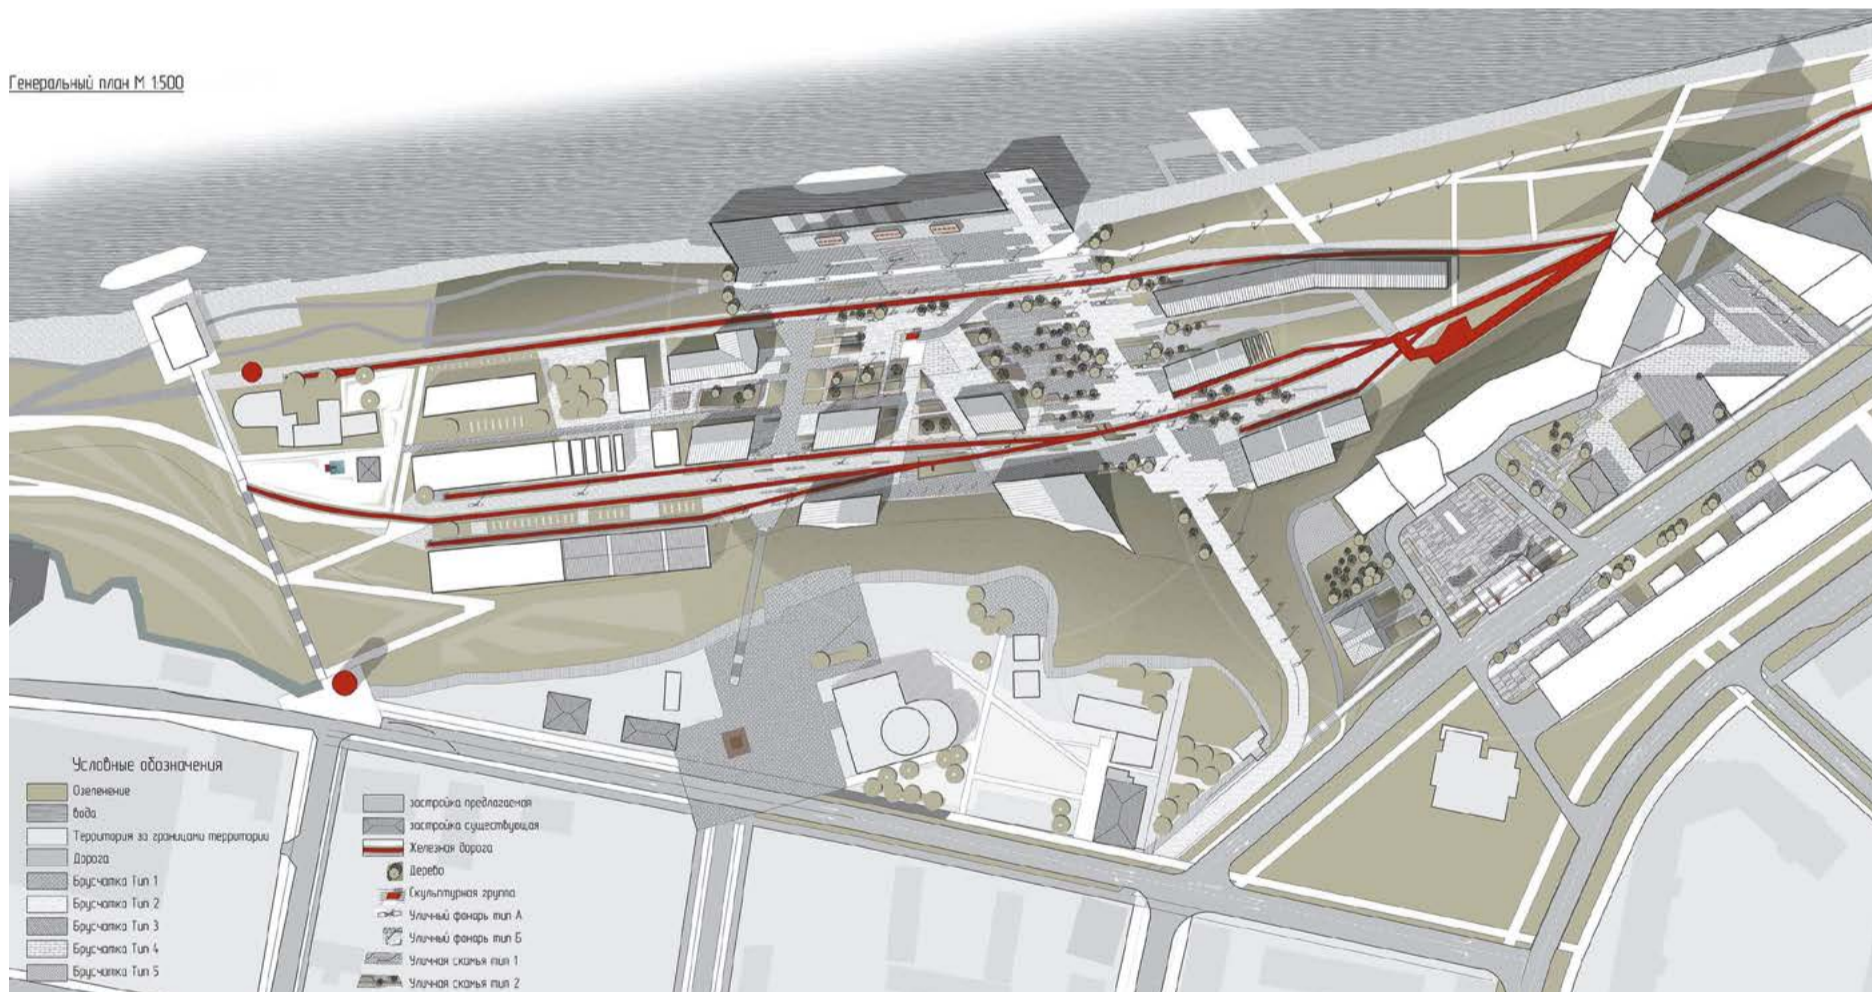 Генеральный план М 1:500
Условные обозначения
Озеленение
вода
Территория за границами территории
Дорога
Брусчатка Тип 1
Брусчатка Тип 2
Брусчатка Тип 3
Брусчатка Тип 4
Брусчатка Тип 5
застройка предлагаемая
застройка существующая
Железная дорога
Дерево
Скульптурная группа
Уличный фонарь тип А
Уличный фонарь тип Б
Уличная скамья тип 1
Уличная скамья тип 2